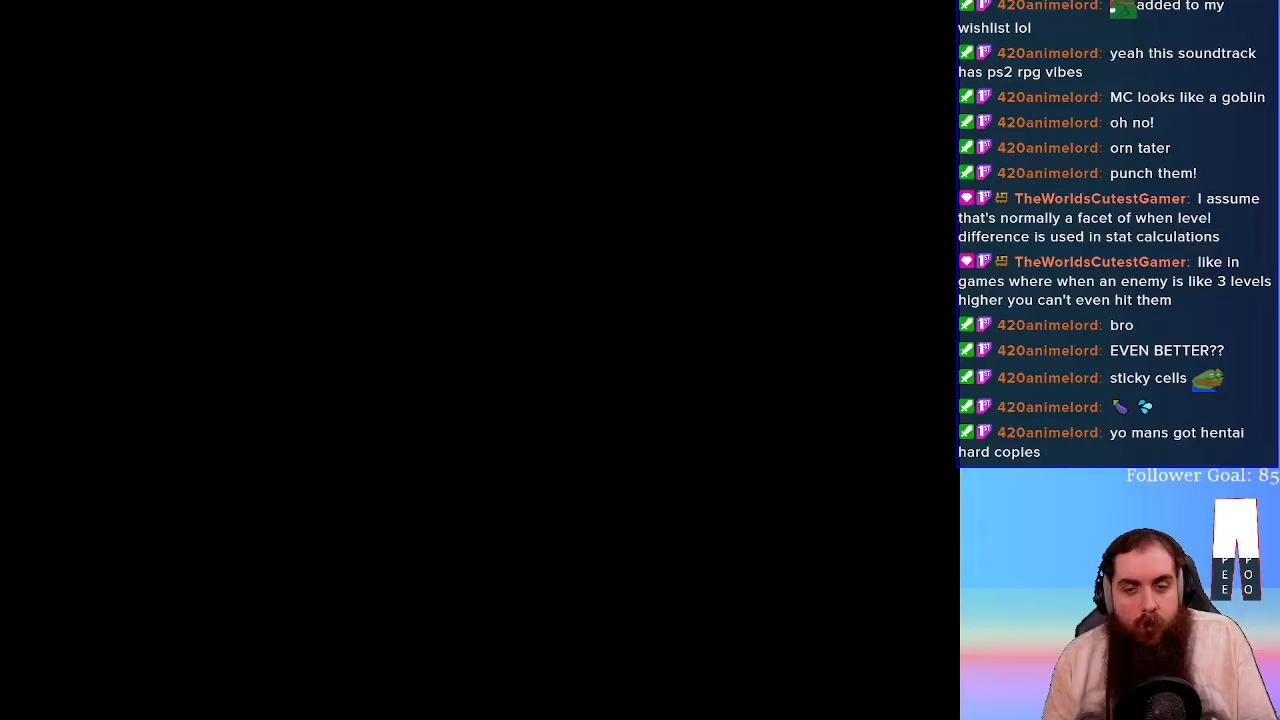 420animelord: added to my
wishlist lol
420animelord: yeah this soundtrack
has ps2 rpg vibes
420animelord: MC looks like a goblin
420animelord: oh no!
420animelord: orn tater
420animelord: punch them!
TheWorldsCutestGamer: I assume
that's normally a facet of when level
difference is used in stat calculations
TheWorldsCutestGamer: like in
games where when an enemy is like 3 levels
higher you can't even hit them
420animelord: bro
420animelord: EVEN BETTER??
420animelord: sticky cells
420animelord: 🍆 💦
420animelord: yo mans got hentai
hard copies
Follower Goal: 85
P P
E O
E O